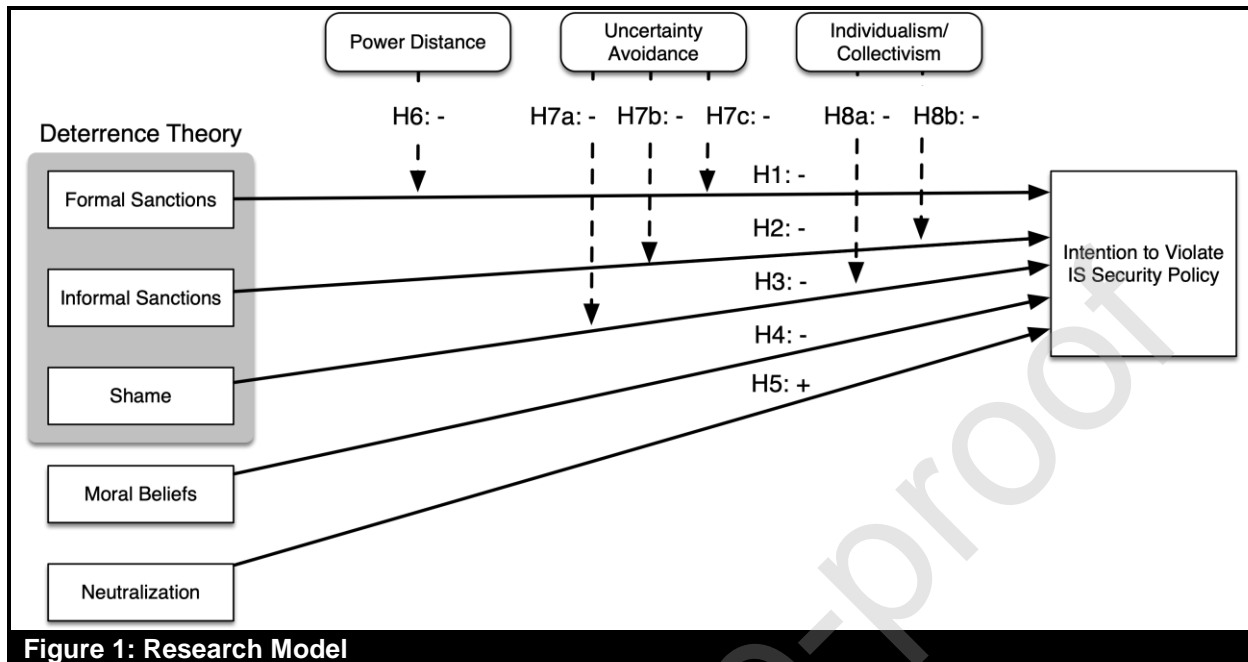 Power Distance
Uncertainty
Avoidance
Individualism/
Collectivism
H6: -
H7a: -
H7b: -
H7c: -
H8a: -
H8b: -
Deterrence Theory
Formal Sanctions
H1: -
H2: -
Informal Sanctions
H3: -
Intention to Violate
IS Security Policy
H4: -
Shame
H5: +
Moral Beliefs
Neutralization
-proof
Figure 1: Research Model